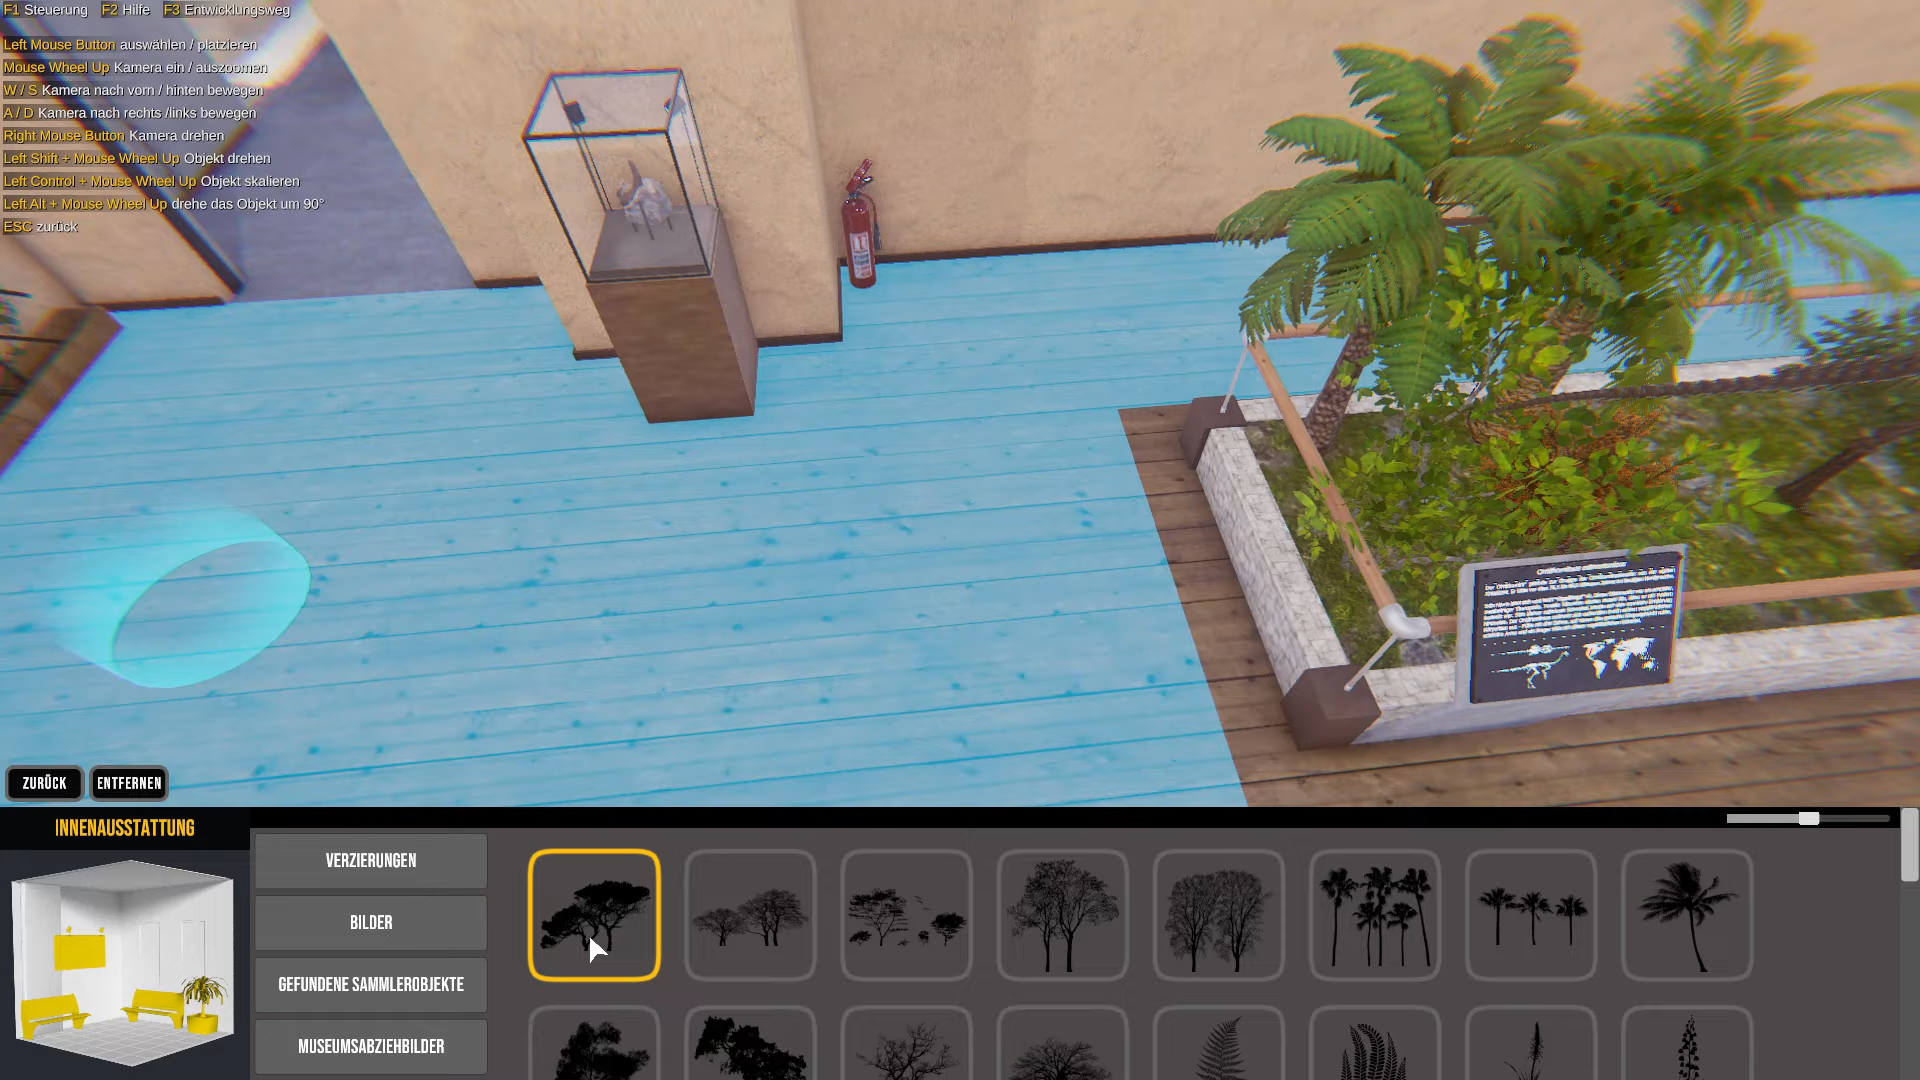 F1 Steuerung F2 Hilfe F3 Entwicklungsweg
Left Mouse Button auswählen / platzieren
Mouse Wheel Up Kamera ein / auszoomen
W / S Kamera nach vorn / hinten bewegen
A / D Kamera nach rechts /links bewegen
Right Mouse Button Kamera drehen
Left Shift + Mouse Wheel Up Objekt drehen
Left Control + Mouse Wheel Up Objekt skalieren
Left Alt + Mouse Wheel Up drehe das Objekt um 90°
ESC zurück
ZURÜCK ENTFERNEN
INNENAUSSTATTUNG
VERZIERUNGEN
BILDER
GEFUNDENE SAMMLEROBJEKTE
MUSEUMSABZIEHBILDER